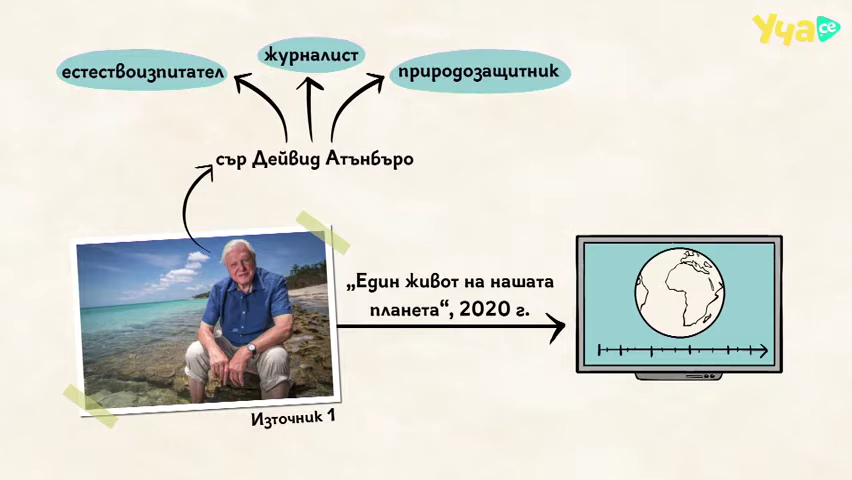 Уча.се
естествоизпитател
журналист
природозащитник
сър Дейвид Атънбъро
„Един живот на нашата
планета“, 2020 г.
Източник 1